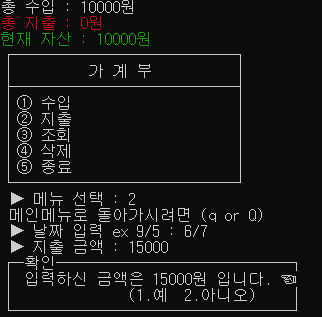 총 수입 : 10000원
총 지출 : 0원
현재 자산 : 10000원
가 계 부
① 수입
② 지출
③ 조회
④ 삭제
⑤ 종료
▶ 메뉴 선택 : 2
메인메뉴로 돌아가시려면 (q or Q)
▶ 날짜 입력 ex 9/5 : 6/7
▶ 지출 금액 : 15000
확인
입력하신 금액은 15000원 입니다. ☜
(1.예 2.아니오)